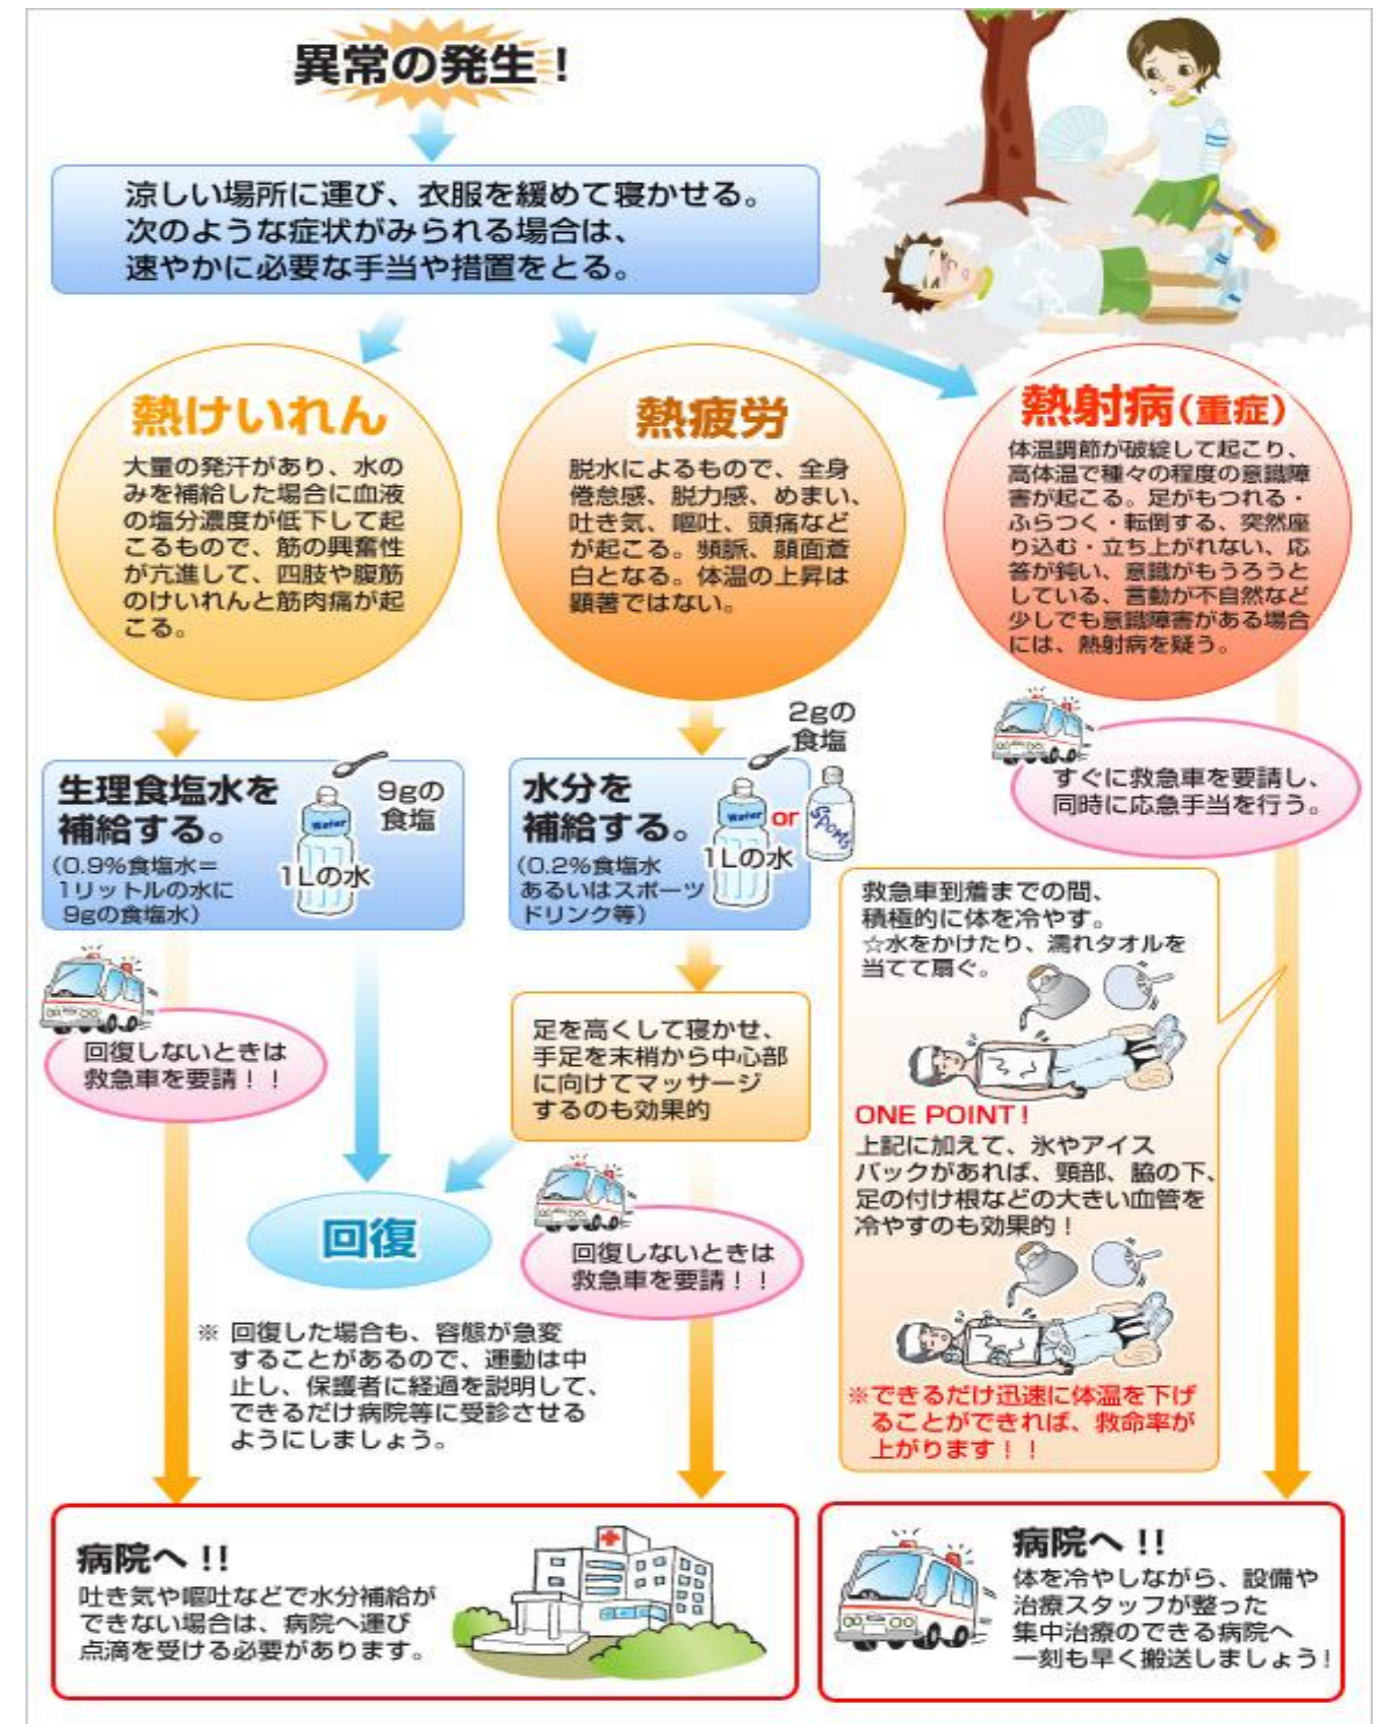 異常の発生！
涼しい場所に運び、衣服を緩めて寝かせる。
次のような症状がみられる場合は、
速やかに必要な手当や措置をとる。
熱けいれん
大量の発汗があり、水の
みを補給した場合に血液
の塩分濃度が低下して起
こるもので、筋の興奮性
が亢進して、四肢や腹筋
のけいれんと筋肉痛が起
こる。
熱疲労
脱水によるもので、全身
倦怠感、脱力感、めまい、
吐き気、嘔吐、頭痛など
が起こる。頻脈、顔面蒼
白となる。体温の上昇は
顕著ではない。
熱射病(重症)
体温調節が破綻して起こり、
高体温で種々の程度の意識障
害が起こる。足がもつれる・
ふらつく・転倒する、突然座
り込む・立ち上がれない、応
答が鈍い、意識がもうろうと
している、言動が不自然など
少しでも意識障害がある場合
には、熱射病を疑う。
生理食塩水を
補給する。
(0.9%食塩水＝
1リットルの水に
9gの食塩水)
9gの
食塩
Water
1Lの水
水分を
補給する。
(0.2%食塩水
あるいはスポーツ
ドリンク等)
2gの
食塩
Water
or
Sports
1Lの水
すぐに救急車を要請し、
同時に応急手当を行う。
回復しないときは
救急車を要請！！
足を高くして寝かせ、
手足を末梢から中心部
に向けてマッサージ
するのも効果的
回復
回復しないときは
救急車を要請！！
※ 回復した場合も、容態が急変
することがあるので、運動は中
止し、保護者に経過を説明して、
できるだけ病院等に受診させる
ようにしましょう。
救急車到着までの間、
積極的に体を冷やす。
☆水をかけたり、濡れタオルを
当てて扇ぐ。
ONE POINT！
上記に加えて、氷やアイス
パックがあれば、頸部、脇の下、
足の付け根などの大きい血管を
冷やすのも効果的！
※できるだけ迅速に体温を下げ
ることができれば、救命率が
上がります！！
病院へ!!
吐き気や嘔吐などで水分補給が
できない場合は、病院へ運び
点滴を受ける必要があります。
病院へ!!
体を冷やしながら、設備や
治療スタッフが整った
集中治療のできる病院へ
一刻も早く搬送しましょう！